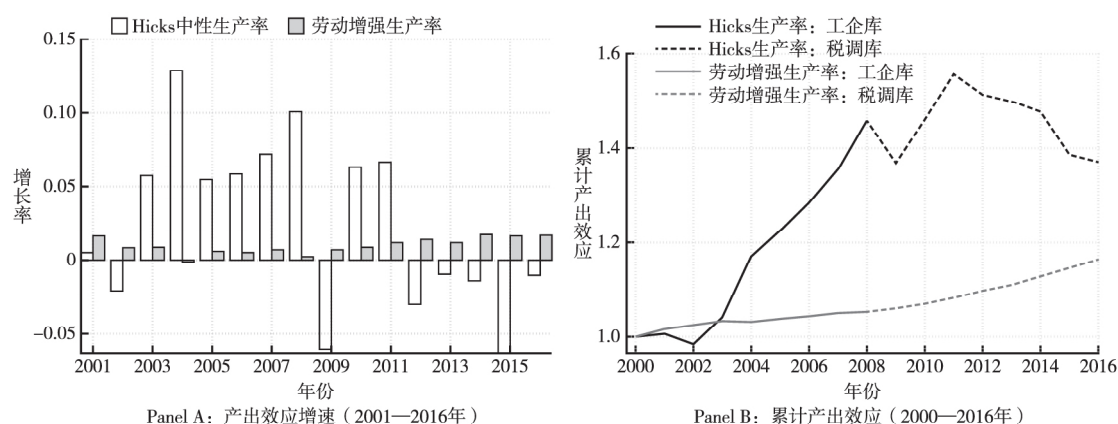 Hicks中性生产率 劳动增强生产率
0.15
0.10
0.05
0
−0.05
增长率
2001 2003 2005 2007 2009 2011 2013 2015
年份
Panel A：产出效应增速（2001—2016年）
Hicks生产率：工企库
Hicks生产率：税调库
劳动增强生产率：工企库
劳动增强生产率：税调库
1.6
1.4
1.2
1.0
累计产出效应
2000 2002 2004 2006 2008 2010 2012 2014 2016
年份
Panel B：累计产出效应（2000—2016年）